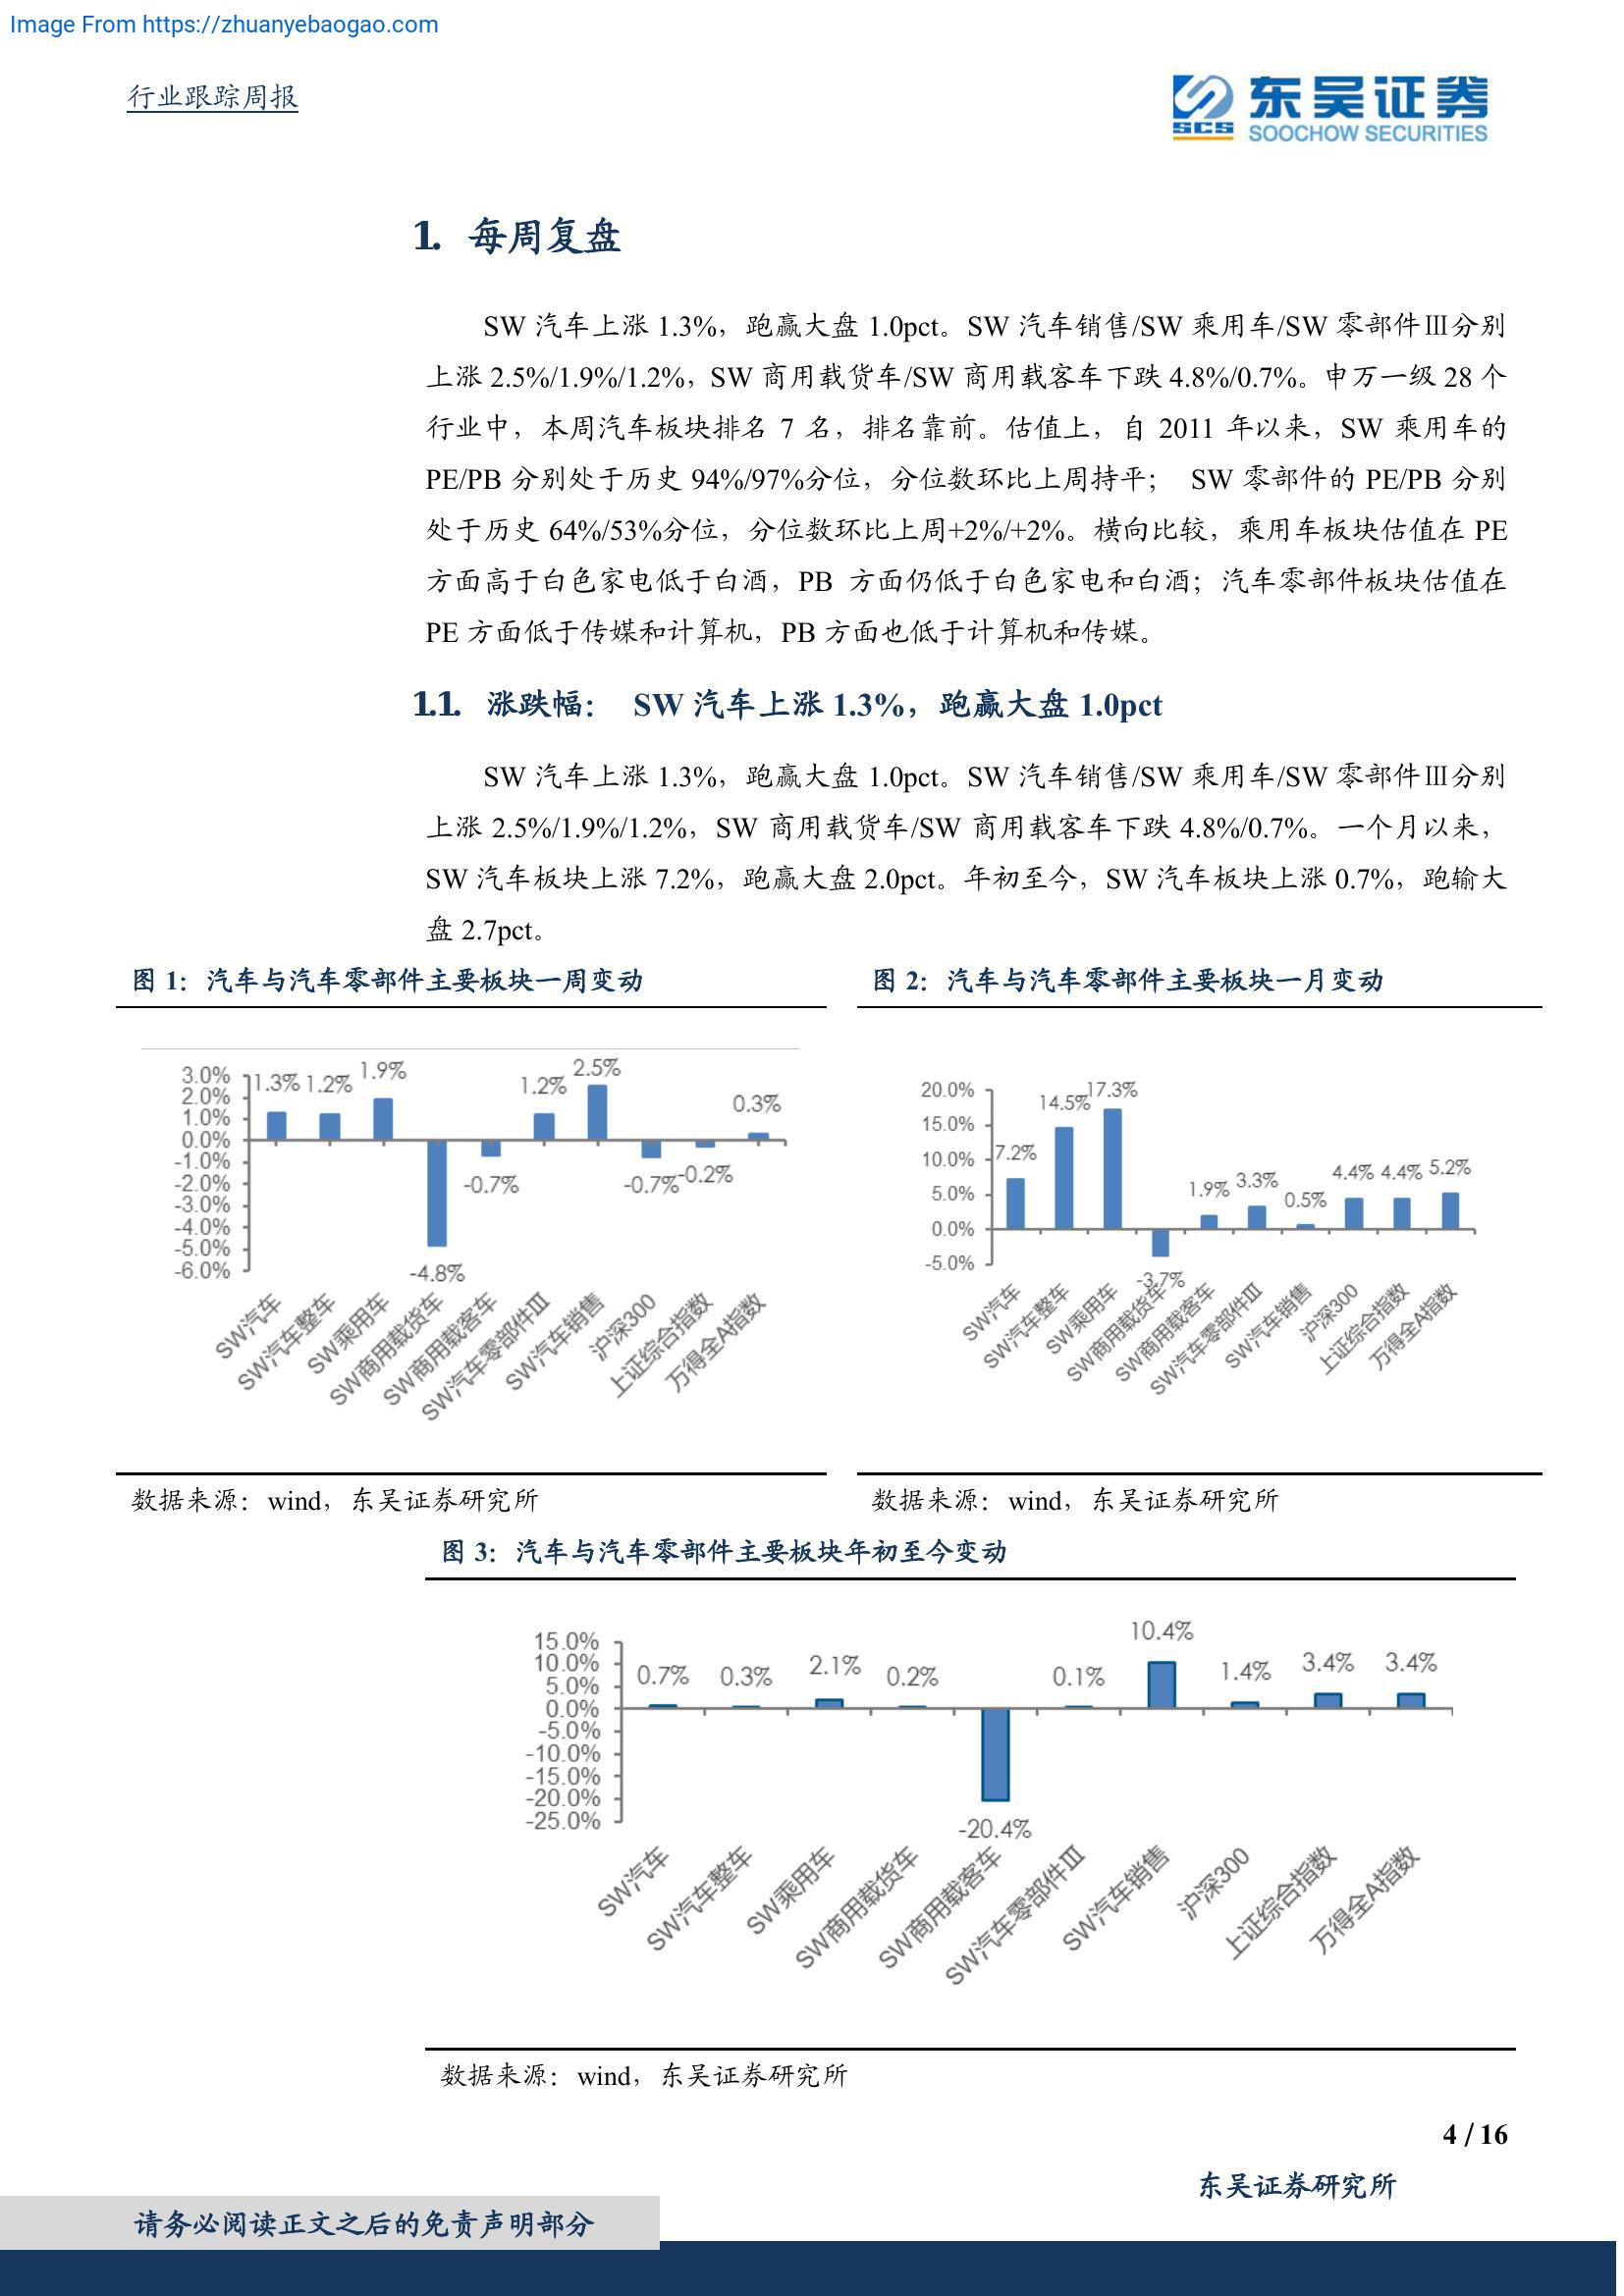 Image From https://zhuanyebaogao.com
行业跟踪周报
SCS
东吴证券
SOOCHOW SECURITIES
1. 每周复盘
SW 汽车上涨 1.3%，跑赢大盘 1.0pct。SW 汽车销售/SW 乘用车/SW 零部件Ⅲ分别
上涨 2.5%/1.9%/1.2%，SW 商用载货车/SW 商用载客车下跌 4.8%/0.7%。申万一级 28 个
行业中，本周汽车板块排名 7 名，排名靠前。估值上，自 2011 年以来，SW 乘用车的
PE/PB 分别处于历史 94%/97%分位，分位数环比上周持平； SW 零部件的 PE/PB 分别
处于历史 64%/53%分位，分位数环比上周+2%/+2%。横向比较，乘用车板块估值在 PE
方面高于白色家电低于白酒，PB 方面仍低于白色家电和白酒；汽车零部件板块估值在
PE 方面低于传媒和计算机，PB 方面也低于计算机和传媒。
1.1. 涨跌幅： SW 汽车上涨 1.3%，跑赢大盘 1.0pct
SW 汽车上涨 1.3%，跑赢大盘 1.0pct。SW 汽车销售/SW 乘用车/SW 零部件Ⅲ分别
上涨 2.5%/1.9%/1.2%，SW 商用载货车/SW 商用载客车下跌 4.8%/0.7%。一个月以来，
SW 汽车板块上涨 7.2%，跑赢大盘 2.0pct。年初至今，SW 汽车板块上涨 0.7%，跑输大
盘 2.7pct。
图 1：汽车与汽车零部件主要板块一周变动
3.0%
2.0%
1.0%
0.0%
-1.0%
-2.0%
-3.0%
-4.0%
-5.0%
-6.0%
1.3%
1.2%
1.9%
-4.8%
-0.7%
1.2%
2.5%
-0.7%
-0.2%
0.3%
SW汽车
SW汽车整车
SW乘用车
SW商用载货车
SW商用载客车
SW汽车零部件Ⅲ
SW汽车销售
沪深300
上证综合指数
万得全A指数
数据来源：wind，东吴证券研究所
图 2：汽车与汽车零部件主要板块一月变动
20.0%
15.0%
10.0%
5.0%
0.0%
-5.0%
7.2%
14.5%
17.3%
-3.7%
1.9%
3.3%
0.5%
4.4%
4.4%
5.2%
SW汽车
SW汽车整车
SW乘用车
SW商用载货车
SW商用载客车
SW汽车零部件Ⅲ
SW汽车销售
沪深300
上证综合指数
万得全A指数
数据来源：wind，东吴证券研究所
图 3：汽车与汽车零部件主要板块年初至今变动
15.0%
10.0%
5.0%
0.0%
-5.0%
-10.0%
-15.0%
-20.0%
-25.0%
0.7%
0.3%
2.1%
0.2%
-20.4%
0.1%
10.4%
1.4%
3.4%
3.4%
SW汽车
SW汽车整车
SW乘用车
SW商用载货车
SW商用载客车
SW汽车零部件Ⅲ
SW汽车销售
沪深300
上证综合指数
万得全A指数
数据来源：wind，东吴证券研究所
4 / 16
东吴证券研究所
请务必阅读正文之后的免责声明部分